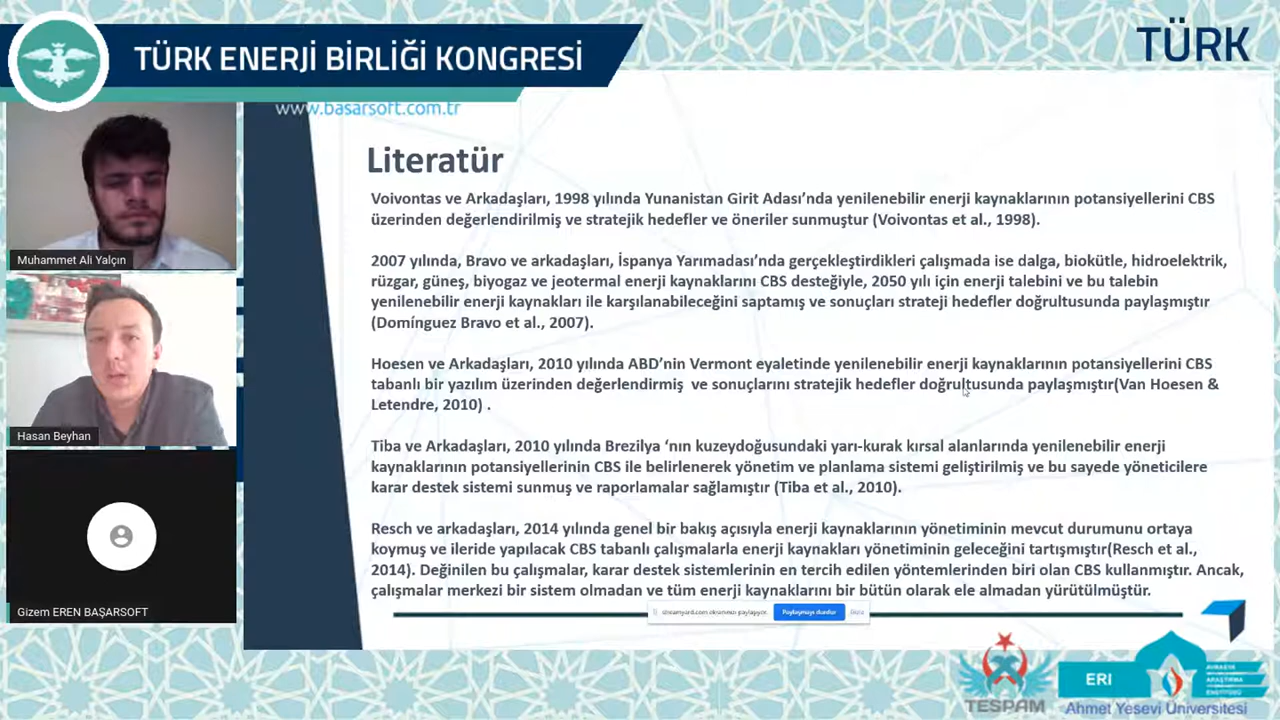 TÜRK ENERJİ BİRLİĞİ KONGRESİ
TÜRK
www.basarsoft.com.tr
Literatür
Voivontas ve Arkadaşları, 1998 yılında Yunanistan Girit Adası’nda yenilenebilir enerji kaynaklarının potansiyellerini CBS
üzerinden değerlendirilmiş ve stratejik hedefler ve öneriler sunmuştur (Voivontas et al., 1998).
2007 yılında, Bravo ve arkadaşları, İspanya Yarımadası’nda gerçekleştirdikleri çalışmada ise dalga, biokütle, hidroelektrik,
rüzgar, güneş, biyogaz ve jeotermal enerji kaynaklarını CBS desteğiyle, 2050 yılı için enerji talebini ve bu talebin
yenilenebilir enerji kaynakları ile karşılanabileceğini saptamış ve sonuçları strateji hedefler doğrultusunda paylaşmıştır
(Domínguez Bravo et al., 2007).
Hoesen ve Arkadaşları, 2010 yılında ABD’nin Vermont eyaletinde yenilenebilir enerji kaynaklarının potansiyellerini CBS
tabanlı bir yazılım üzerinden değerlendirmiş ve sonuçlarını stratejik hedefler doğrultusunda paylaşmıştır(Van Hoesen &
Letendre, 2010) .
Tiba ve Arkadaşları, 2010 yılında Brezilya ‘nın kuzeydoğusundaki yarı-kurak kırsal alanlarında yenilenebilir enerji
kaynaklarının potansiyellerinin CBS ile belirlenerek yönetim ve planlama sistemi geliştirilmiş ve bu sayede yöneticilere
karar destek sistemi sunmuş ve raporlamalar sağlamıştır (Tiba et al., 2010).
Resch ve arkadaşları, 2014 yılında genel bir bakış açısıyla enerji kaynaklarının yönetiminin mevcut durumunu ortaya
koymuş ve ileride yapılacak CBS tabanlı çalışmalarla enerji kaynakları yönetiminin geleceğini tartışmıştır(Resch et al.,
2014). Değinilen bu çalışmalar, karar destek sistemlerinin en tercih edilen yöntemlerinden biri olan CBS kullanmıştır. Ancak,
çalışmalar merkezi bir sistem olmadan ve tüm enerji kaynaklarını bir bütün olarak ele almadan yürütülmüştür.
Muhammet Ali Yalçın
Hasan Beyhan
Gizem EREN BAŞARSOFT
streamyard.com ekranınızı paylaşıyor. Paylaşmayı durdur Gizle
TESPAM
ERI
AVRASYA
ARAŞTIRMA
ENSTİTÜSÜ
Ahmet Yesevi Üniversitesi